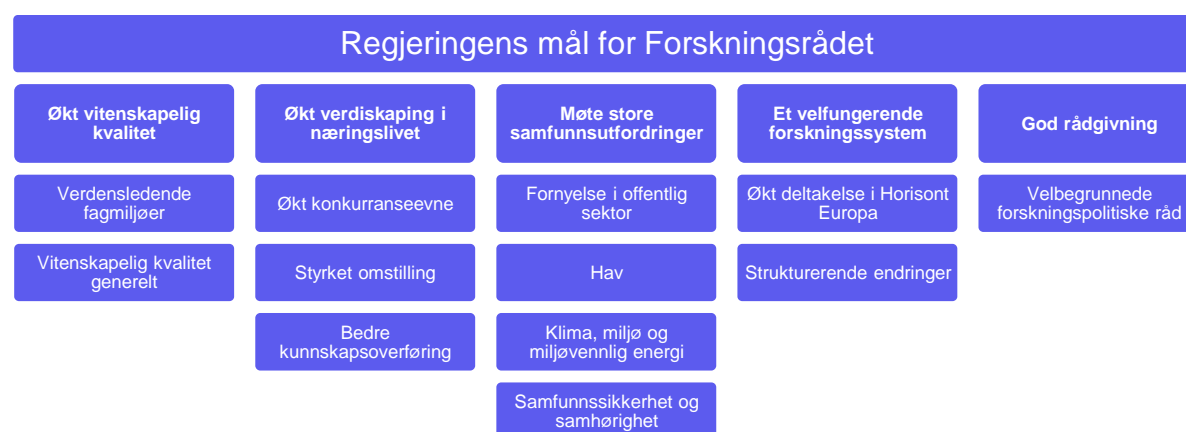 Regjeringens mål for Forskningsrådet
Økt vitenskapelig
kvalitet
Verdensledende
fagmiljøer
Vitenskapelig kvalitet
generelt
Økt verdiskaping i
næringslivet
Økt konkurranseevne
Styrket omstilling
Bedre
kunnskapsoverføring
Møte store
samfunnsutfordringer
Fornyelse i offentlig
sektor
Hav
Klima, miljø og
miljøvennlig energi
Samfunnssikkerhet og
samhørighet
Et velfungerende
forskningssystem
Økt deltakelse i Horisont
Europa
Strukturerende endringer
God rådgivning
Velbegrunnede
forskningspolitiske råd